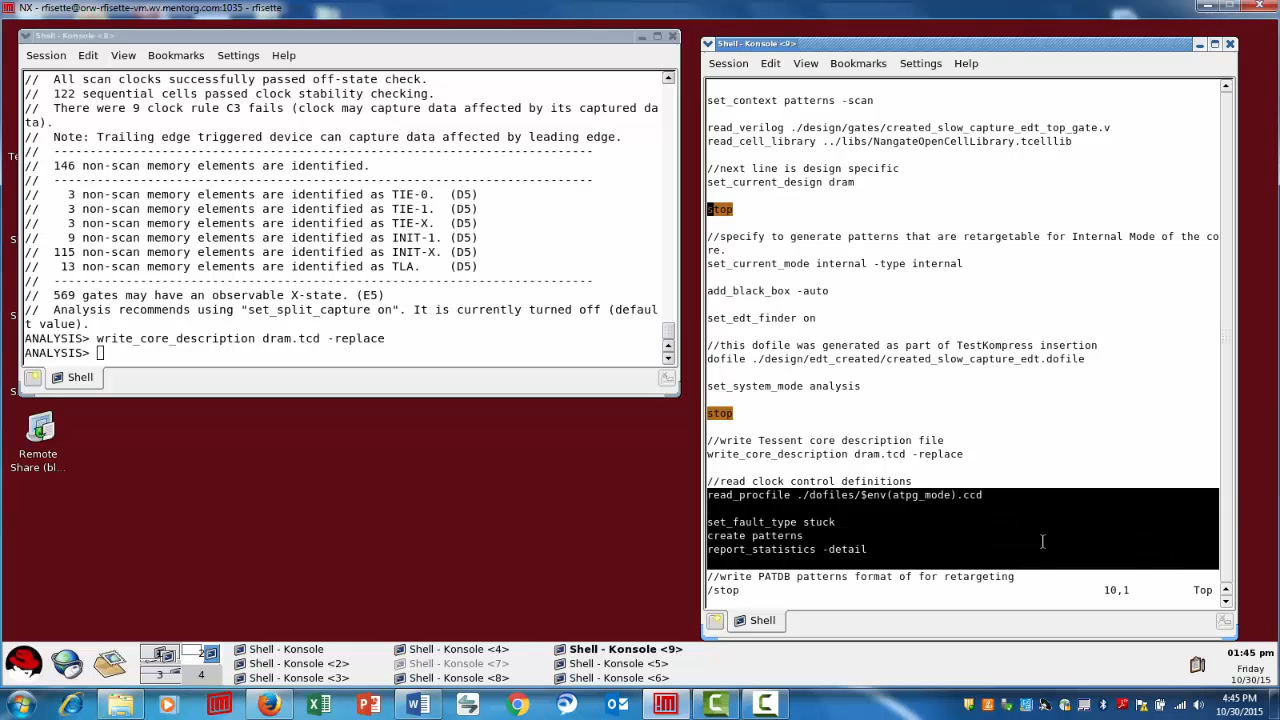 NX - rfisette@orw-rfisette-vm.wv.mentorg.com:1035 - rfisette
Shell - Konsole <8>
Session Edit View Bookmarks Settings Help
//  All scan clocks successfully passed off-state check.
//  122 sequential cells passed clock stability checking.
//  There were 9 clock rule C3 fails (clock may capture data affected by its captured da
ta).
//  Note: Trailing edge triggered device can capture data affected by leading edge.
//  ---------------------------------------------------------------------------
//  146 non-scan memory elements are identified.
//  ---------------------------------------------------------------------------
//    3 non-scan memory elements are identified as TIE-0.  (D5)
//    3 non-scan memory elements are identified as TIE-1.  (D5)
//    3 non-scan memory elements are identified as TIE-X.  (D5)
//    9 non-scan memory elements are identified as INIT-1. (D5)
//  115 non-scan memory elements are identified as INIT-X. (D5)
//   13 non-scan memory elements are identified as TLA.    (D5)
//  ---------------------------------------------------------------------------
//  569 gates may have an observable X-state. (E5)
//  Analysis recommends using "set_split_capture on". It is currently turned off (defaul
t value).
ANALYSIS> write_core_description dram.tcd -replace
ANALYSIS>
Shell
Remote
Share (bl...
Shell - Konsole <9>
Session Edit View Bookmarks Settings Help
set_context patterns -scan
read_verilog ./design/gates/created_slow_capture_edt_top_gate.v
read_cell_library ../libs/NangateOpenCellLibrary.tcelllib
//next line is design specific
set_current_design dram
stop
//specify to generate patterns that are retargetable for Internal Mode of the co
re.
set_current_mode internal -type internal
add_black_box -auto
set_edt_finder on
//this dofile was generated as part of TestKompress insertion
dofile ./design/edt_created/created_slow_capture_edt.dofile
set_system_mode analysis
stop
//write Tessent core description file
write_core_description dram.tcd -replace
//read clock control definitions
read_procfile ./dofiles/$env(atpg_mode).ccd
set_fault_type stuck
create patterns
report_statistics -detail
//write PATDB patterns format of for retargeting
/stop 10,1 Top
Shell
2
3 4
Shell - Konsole
Shell - Konsole <2>
Shell - Konsole <3>
Shell - Konsole <4>
Shell - Konsole <7>
Shell - Konsole <8>
Shell - Konsole <9>
Shell - Konsole <5>
Shell - Konsole <6>
01:45 pm
Friday
10/30/15
4:45 PM
10/30/2015